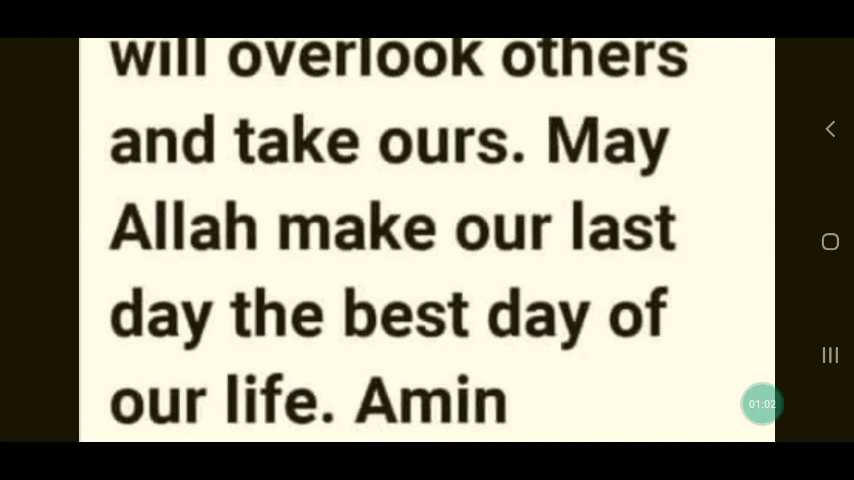 will overlook others
and take ours. May
Allah make our last
day the best day of
our life. Amin
01:02